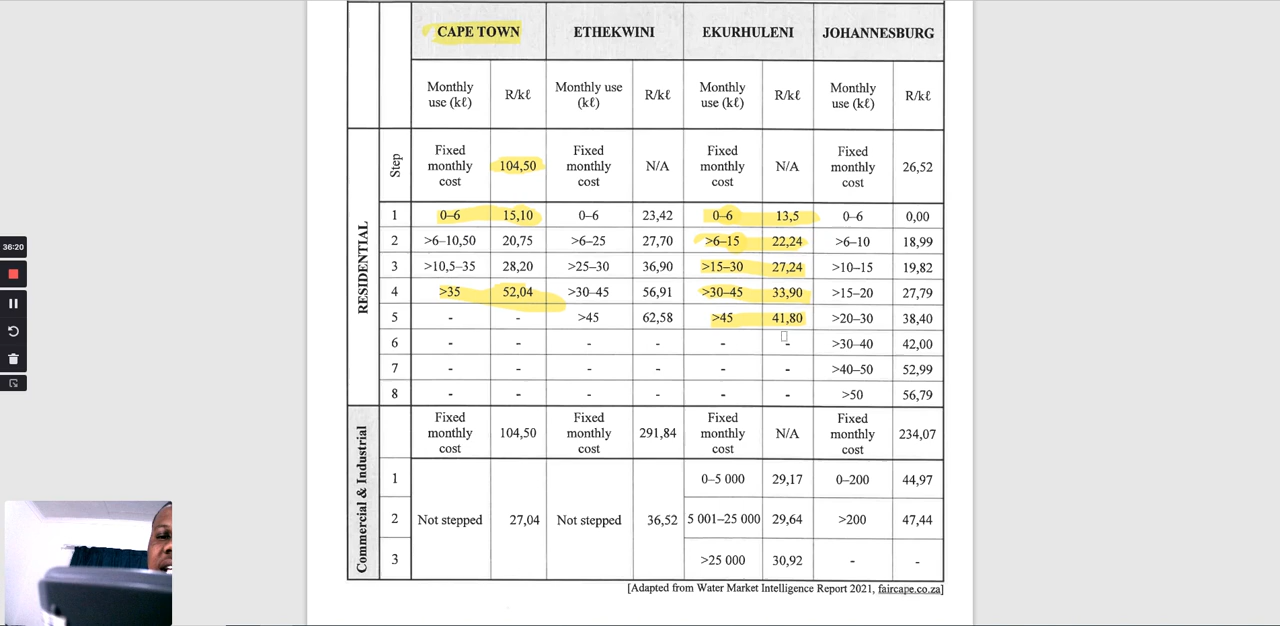 CAPE TOWN ETHEKWINI EKURHULENI JOHANNESBURG
Monthly use (kℓ) R/kℓ Monthly use (kℓ) R/kℓ Monthly use (kℓ) R/kℓ Monthly use (kℓ) R/kℓ
RESIDENTIAL
Step Fixed monthly cost 104,50 Fixed monthly cost N/A Fixed monthly cost N/A Fixed monthly cost 26,52
1 0–6 15,10 0–6 23,42 0–6 13,5 0–6 0,00
2 >6–10,50 20,75 >6–25 27,70 >6–15 22,24 >6–10 18,99
3 >10,5–35 28,20 >25–30 36,90 >15–30 27,24 >10–15 19,82
4 >35 52,04 >30–45 56,91 >30–45 33,90 >15–20 27,79
5 - - >45 62,58 >45 41,80 >20–30 38,40
6 - - - - - - >30–40 42,00
7 - - - - - - >40–50 52,99
8 - - - - - - >50 56,79
Commercial & Industrial
Fixed monthly cost 104,50 Fixed monthly cost 291,84 Fixed monthly cost N/A Fixed monthly cost 234,07
1 0–5 000 29,17 0–200 44,97
2 Not stepped 27,04 Not stepped 36,52 5 001–25 000 29,64 >200 47,44
3 >25 000 30,92 - -
[Adapted from Water Market Intelligence Report 2021, faircape.co.za]
36:20